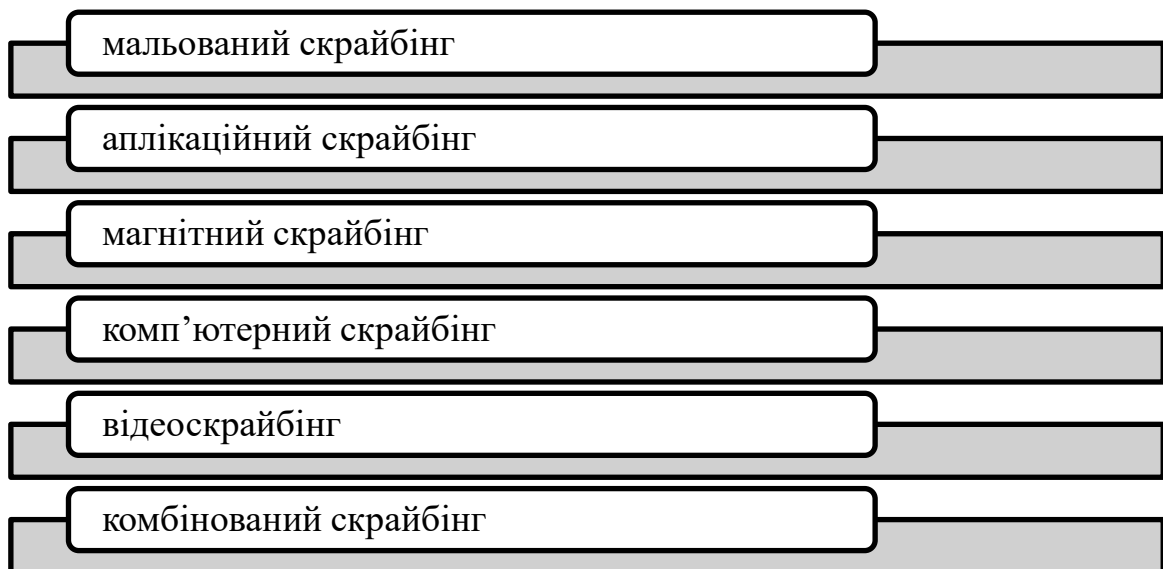 мальований скрайбінг
аплікаційний скрайбінг
магнітний скрайбінг
комп’ютерний скрайбінг
відеоскрайбінг
комбінований скрайбінг